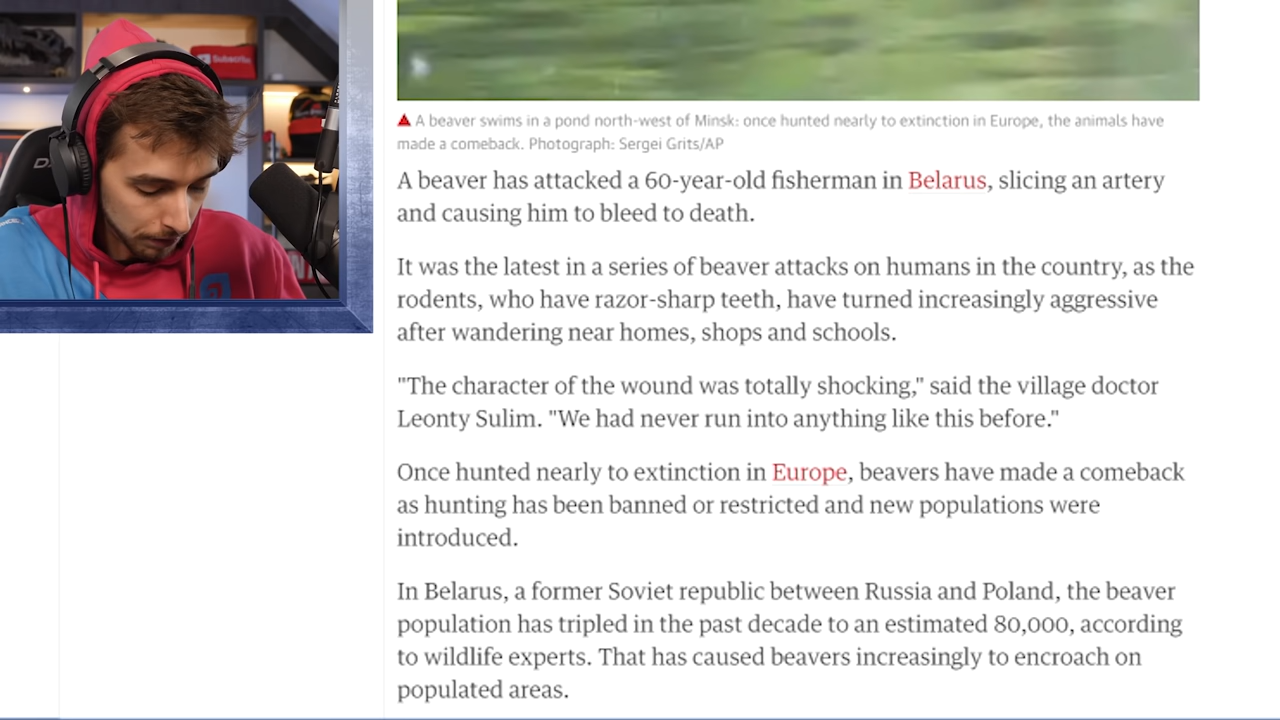 Subscribe
A beaver swims in a pond north-west of Minsk: once hunted nearly to extinction in Europe, the animals have
made a comeback. Photograph: Sergei Grits/AP
A beaver has attacked a 60-year-old fisherman in Belarus, slicing an artery
and causing him to bleed to death.
It was the latest in a series of beaver attacks on humans in the country, as the
rodents, who have razor-sharp teeth, have turned increasingly aggressive
after wandering near homes, shops and schools.
"The character of the wound was totally shocking," said the village doctor
Leonty Sulim. "We had never run into anything like this before."
Once hunted nearly to extinction in Europe, beavers have made a comeback
as hunting has been banned or restricted and new populations were
introduced.
In Belarus, a former Soviet republic between Russia and Poland, the beaver
population has tripled in the past decade to an estimated 80,000, according
to wildlife experts. That has caused beavers increasingly to encroach on
populated areas.